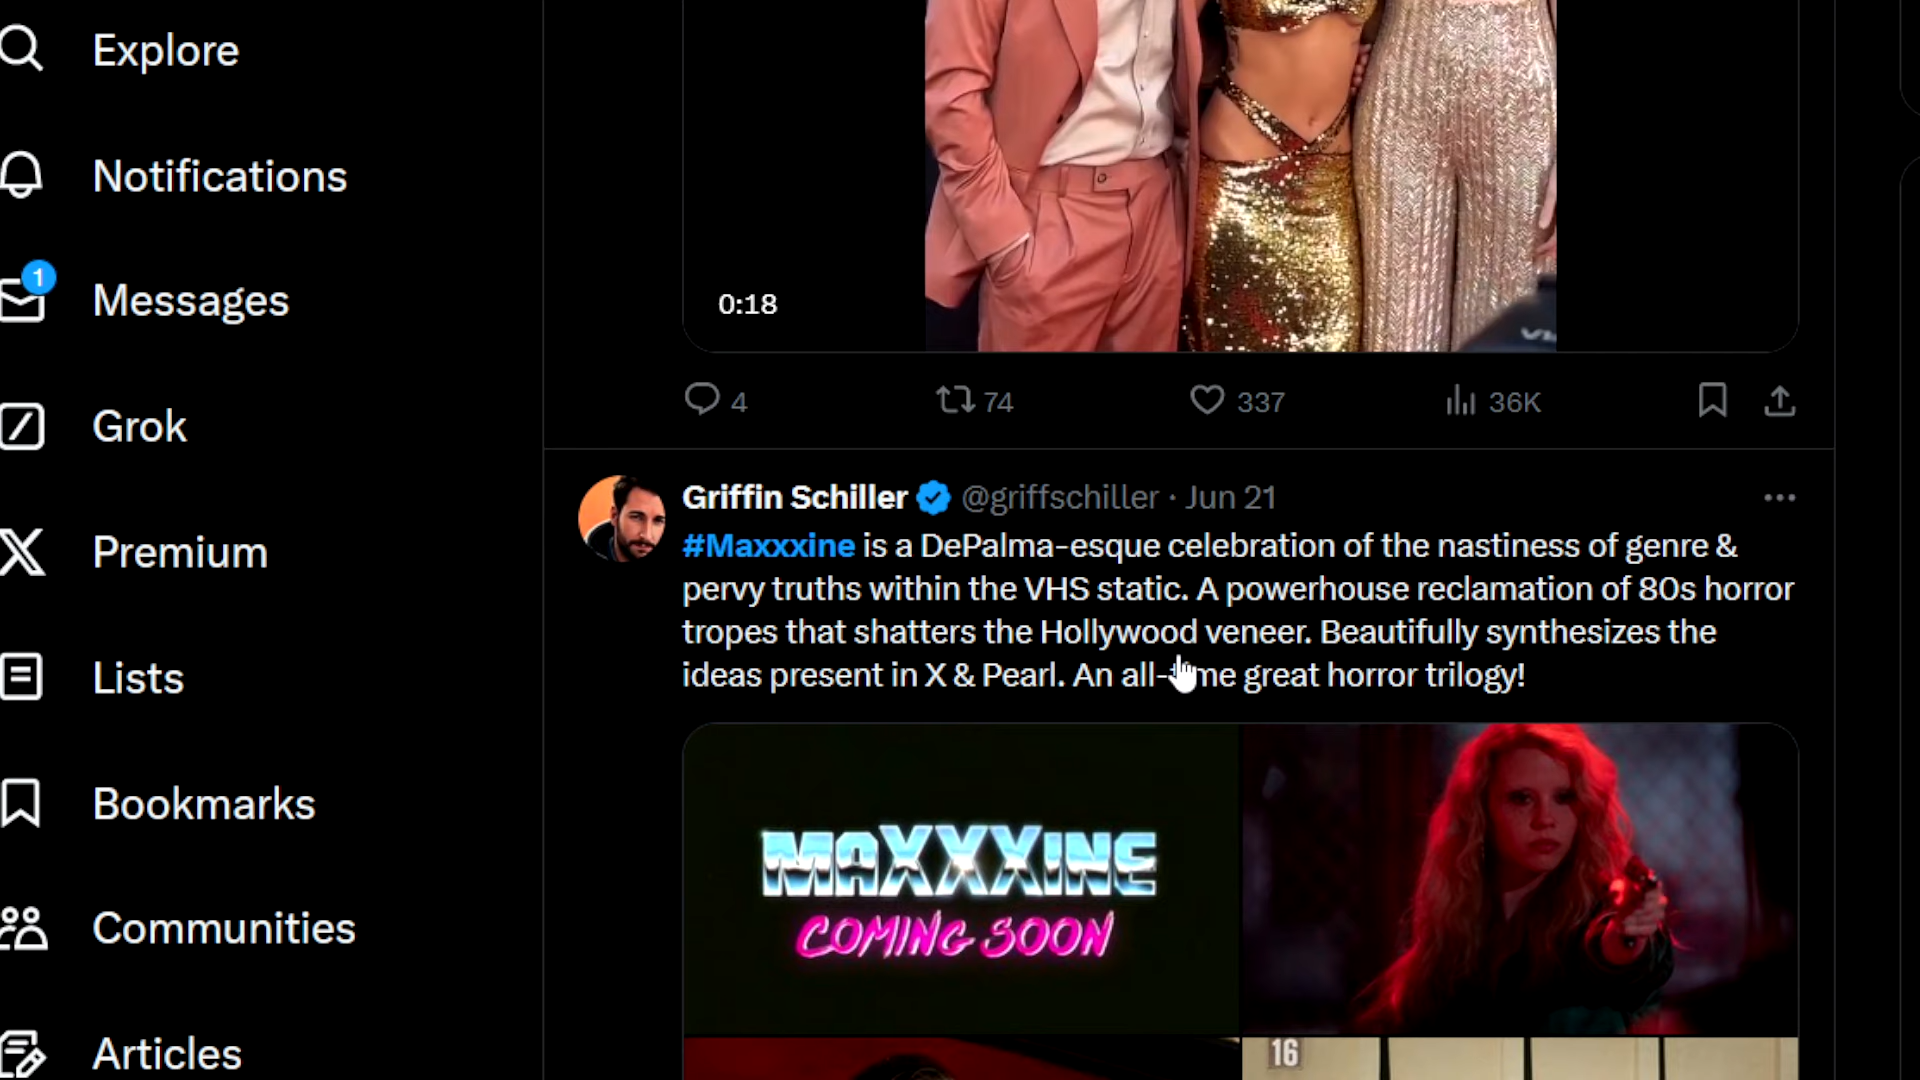 Explore
Notifications
1
Messages
Grok
Premium
Lists
Bookmarks
Communities
Articles
0:18
4
74
337
36K
Griffin Schiller @griffschiller · Jun 21
#Maxxxine is a DePalma-esque celebration of the nastiness of genre &
pervy truths within the VHS static. A powerhouse reclamation of 80s horror
tropes that shatters the Hollywood veneer. Beautifully synthesizes the
ideas present in X & Pearl. An all-time great horror trilogy!
MAXXXINE
COMING SOON
16